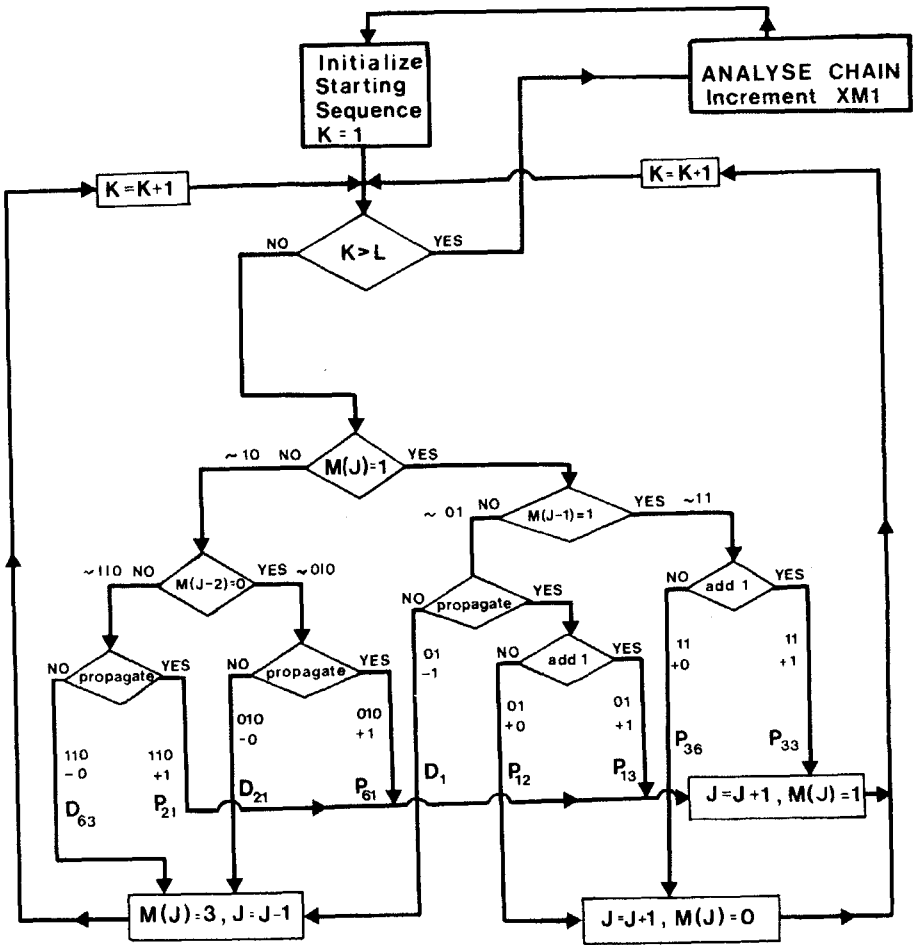 Initialize
Starting
Sequence
K = 1
ANALYSE CHAIN
Increment XM1
K=K+1
K=K+1
NO
K>L
YES
~10 NO
M(J)=1
YES
~ 01
NO
M(J-1)=1
YES ~11
~110 NO
M(J-2)=0
YES ~010
NO
propagate
YES
NO
add 1
YES
NO
propagate
YES
NO
propagate
YES
NO
add 1
YES
11
+0
11
+1
01
-1
010
-0
010
+1
01
+0
01
+1
110
-0
110
+1
P36
P33
D63
P21
D21
P61
D1
P12
P13
J=J+1, M(J)=1
M(J)=3, J=J-1
J=J+1, M(J)=0